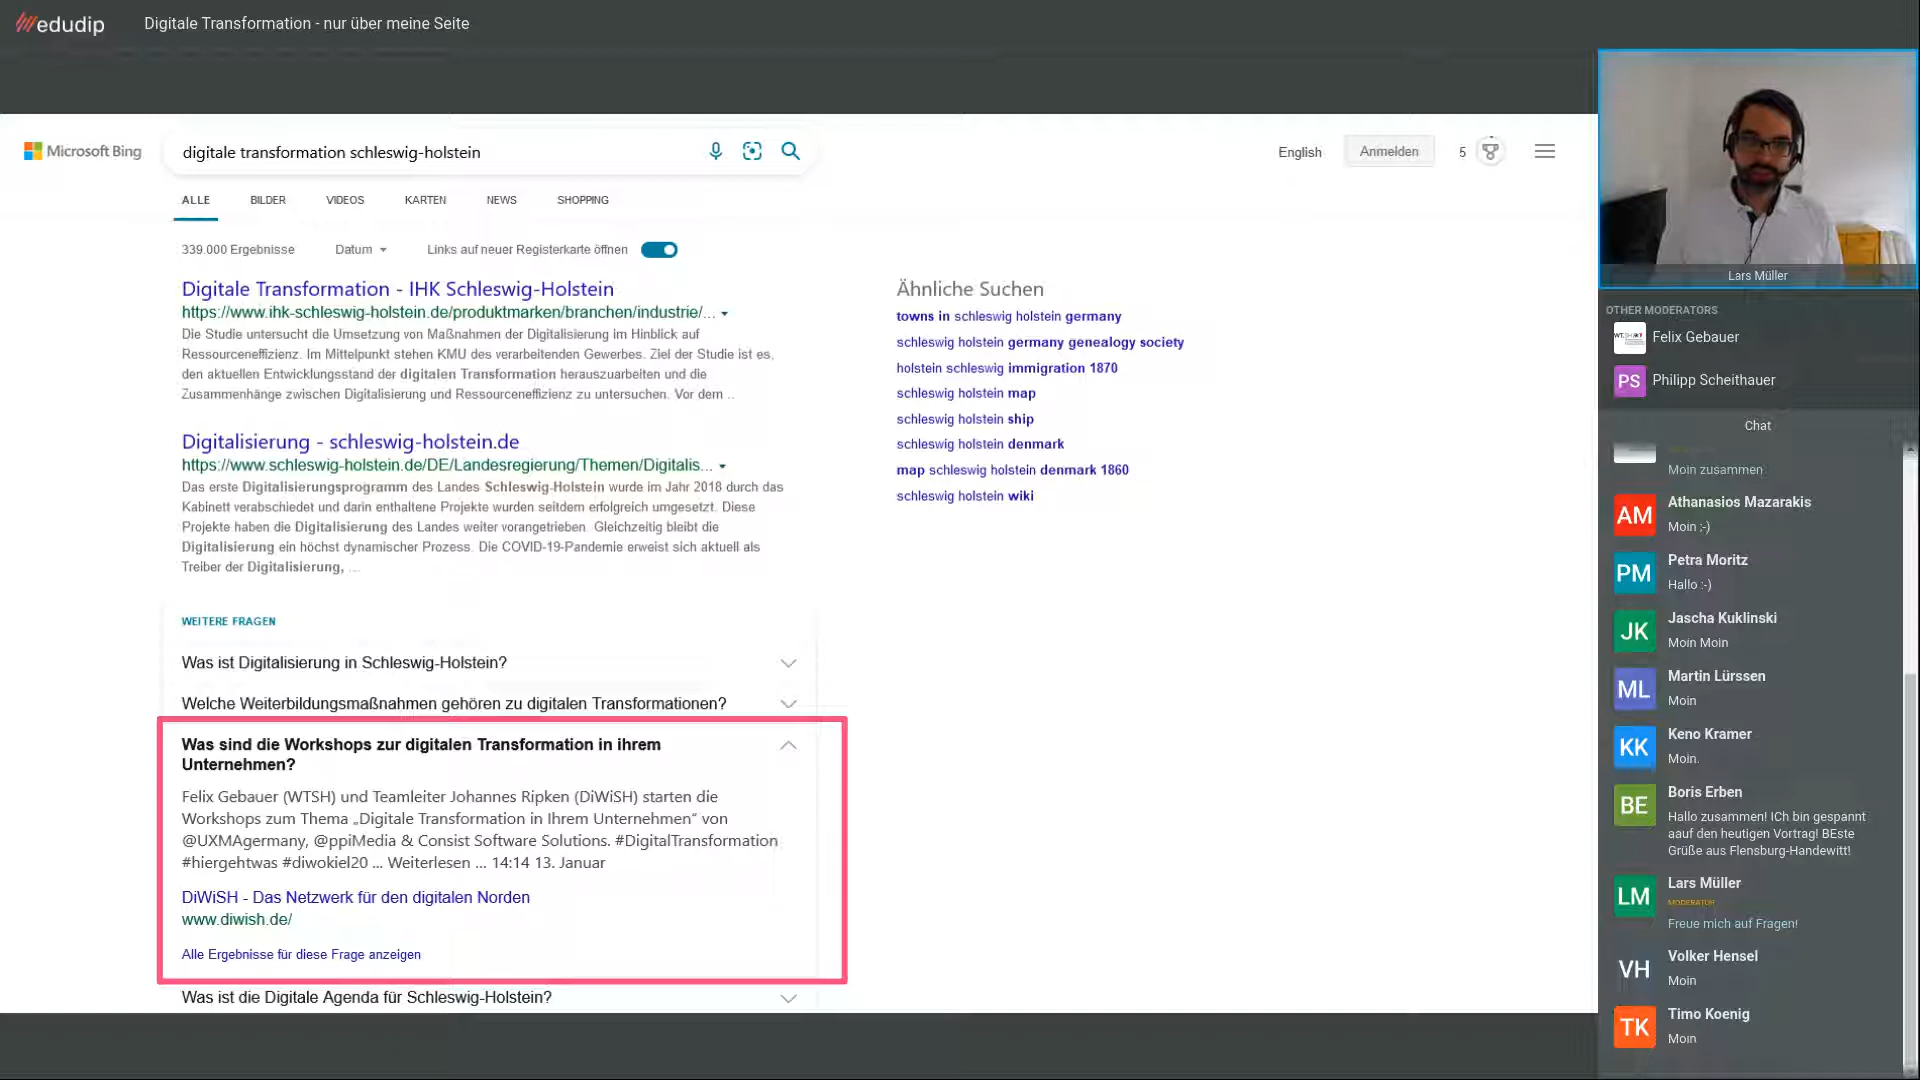 edudip
Digitale Transformation - nur über meine Seite
Microsoft Bing
digitale transformation schleswig-holstein
English
Anmelden
5
ALLE
BILDER
VIDEOS
KARTEN
NEWS
SHOPPING
339.000 Ergebnisse
Datum
Links auf neuer Registerkarte öffnen
Digitale Transformation - IHK Schleswig-Holstein
https://www.ihk-schleswig-holstein.de/produktmarken/branchen/industrie/...
Die Studie untersucht die Umsetzung von Maßnahmen der Digitalisierung im Hinblick auf
Ressourceneffizienz. Im Mittelpunkt stehen KMU des verarbeitenden Gewerbes. Ziel der Studie ist es,
den aktuellen Entwicklungsstand der digitalen Transformation herauszuarbeiten und die
Zusammenhänge zwischen Digitalisierung und Ressourceneffizienz zu untersuchen. Vor dem ...
Digitalisierung - schleswig-holstein.de
https://www.schleswig-holstein.de/DE/Landesregierung/Themen/Digitalis...
Das erste Digitalisierungsprogramm des Landes Schleswig-Holstein wurde im Jahr 2018 durch das
Kabinett verabschiedet und darin enthaltene Projekte wurden seitdem erfolgreich umgesetzt. Diese
Projekte haben die Digitalisierung des Landes weiter vorangetrieben. Gleichzeitig bleibt die
Digitalisierung ein höchst dynamischer Prozess. Die COVID-19-Pandemie erweist sich aktuell als
Treiber der Digitalisierung, ...
WEITERE FRAGEN
Was ist Digitalisierung in Schleswig-Holstein?
Welche Weiterbildungsmaßnahmen gehören zu digitalen Transformationen?
Was sind die Workshops zur digitalen Transformation in ihrem
Unternehmen?
Felix Gebauer (WTSH) und Teamleiter Johannes Ripken (DiWiSH) starten die
Workshops zum Thema „Digitale Transformation in Ihrem Unternehmen“ von
@UXMAgermany, @ppiMedia & Consist Software Solutions. #DigitalTransformation
#hiergehtwas #diwokiel20 ... Weiterlesen ... 14:14 13. Januar
DiWiSH - Das Netzwerk für den digitalen Norden
www.diwish.de/
Alle Ergebnisse für diese Frage anzeigen
Was ist die Digitale Agenda für Schleswig-Holstein?
Ähnliche Suchen
towns in schleswig holstein germany
schleswig holstein germany genealogy society
holstein schleswig immigration 1870
schleswig holstein map
schleswig holstein ship
schleswig holstein denmark
map schleswig holstein denmark 1860
schleswig holstein wiki
Lars Müller
OTHER MODERATORS
Felix Gebauer
PS
Philipp Scheithauer
Chat
Moin zusammen
AM
Athanasios Mazarakis
Moin ;-)
PM
Petra Moritz
Hallo :-)
JK
Jascha Kuklinski
Moin Moin
ML
Martin Lürssen
Moin
KK
Keno Kramer
Moin.
BE
Boris Erben
Hallo zusammen! ICh bin gespannt
aauf den heutigen Vortrag! BEste
Grüße aus Flensburg-Handewitt!
LM
Lars Müller
MODERATOR
Freue mich auf Fragen!
VH
Volker Hensel
Moin
TK
Timo Koenig
Moin